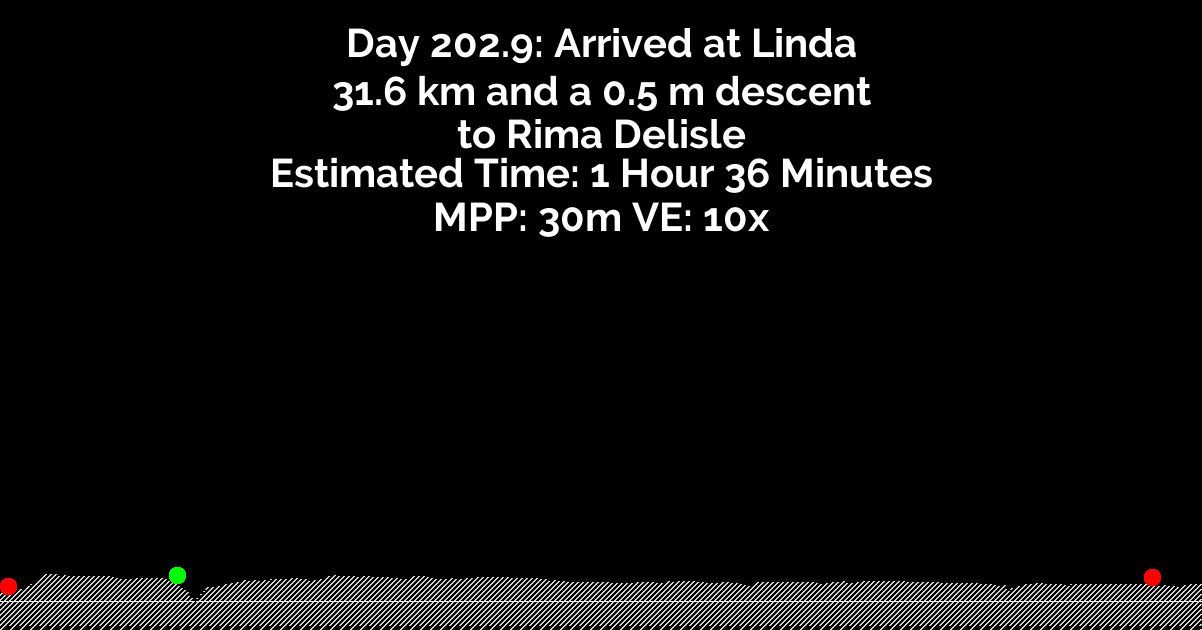 Day 202.9: Arrived at Linda
31.6 km and a 0.5 m descent
to Rima Delisle
Estimated Time: 1 Hour 36 Minutes
MPP: 30m VE: 10x